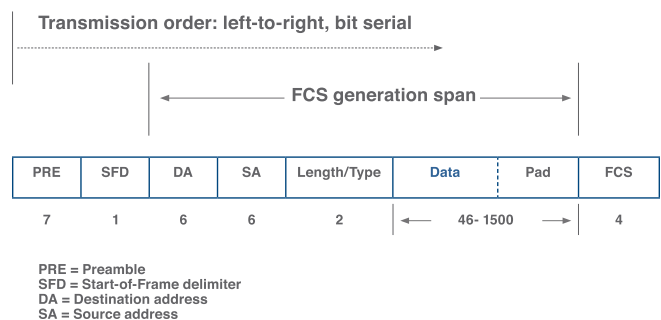 Transmission order: left-to-right, bit serial
FCS generation span
PRE SFD DA SA Length/Type Data Pad FCS
7 1 6 6 2 46- 1500 4
PRE = Preamble
SFD = Start-of-Frame delimiter
DA = Destination address
SA = Source address